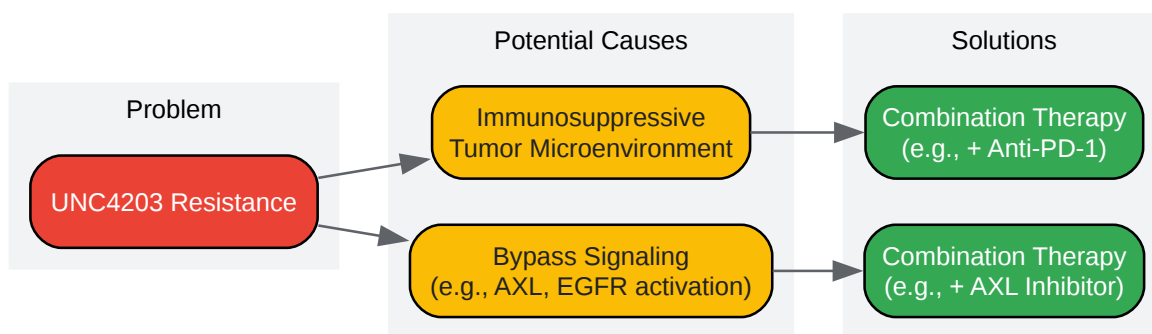 Problem
UNC4203 Resistance
Potential Causes
Immunosuppressive
Tumor Microenvironment
Bypass Signaling
(e.g., AXL, EGFR activation)
Solutions
Combination Therapy
(e.g., + Anti-PD-1)
Combination Therapy
(e.g., + AXL Inhibitor)